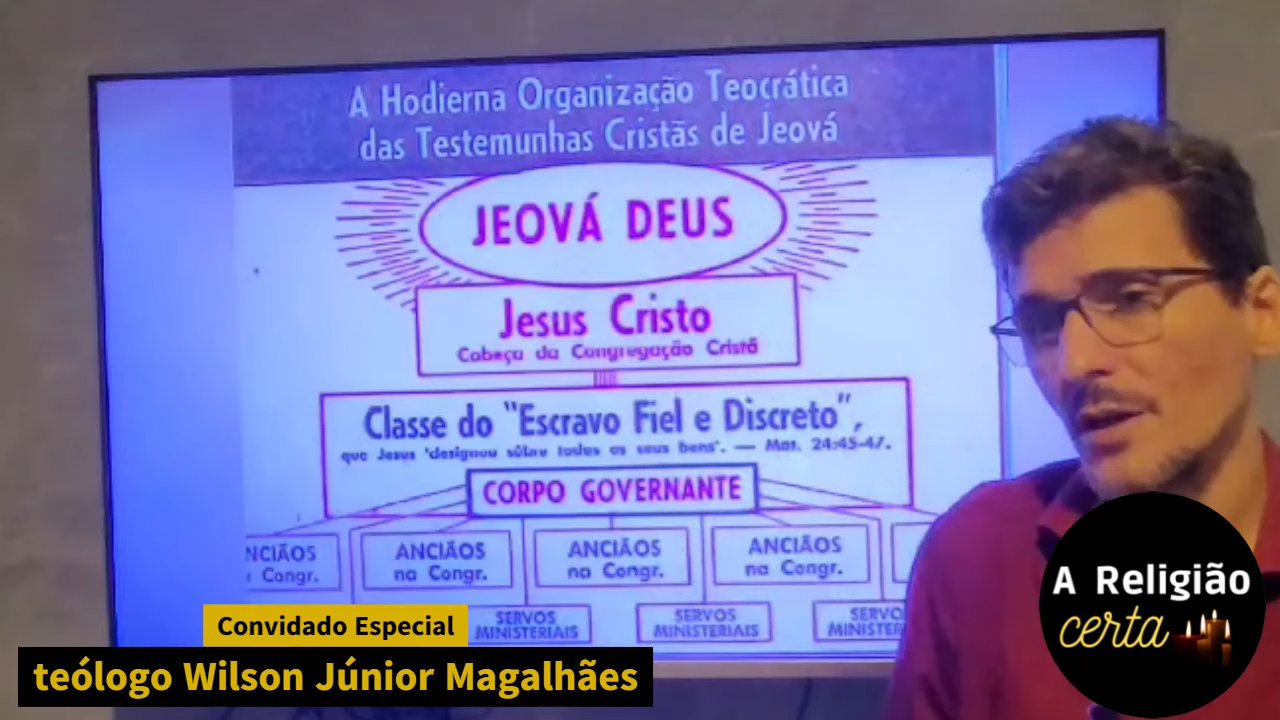 A Hodierna Organização Teocrática
das Testemunhas Cristãs de Jeová
JEOVÁ DEUS
Jesus Cristo
Cabeça da Congregação Cristã
Classe do "Escravo Fiel e Discreto",
que Jesus 'designou sôbre todos os seus bens'. — Mat. 24:45-47.
CORPO GOVERNANTE
NCIÃOS
Congr.
ANCIÃOS
na Congr.
ANCIÃOS
na Congr.
ANCIÃOS
na Congr.
SERVOS
MINISTERIAIS
SERVOS
MINISTERIAIS
SERVO
MINISTER
Convidado Especial
teólogo Wilson Júnior Magalhães
A Religião
certa